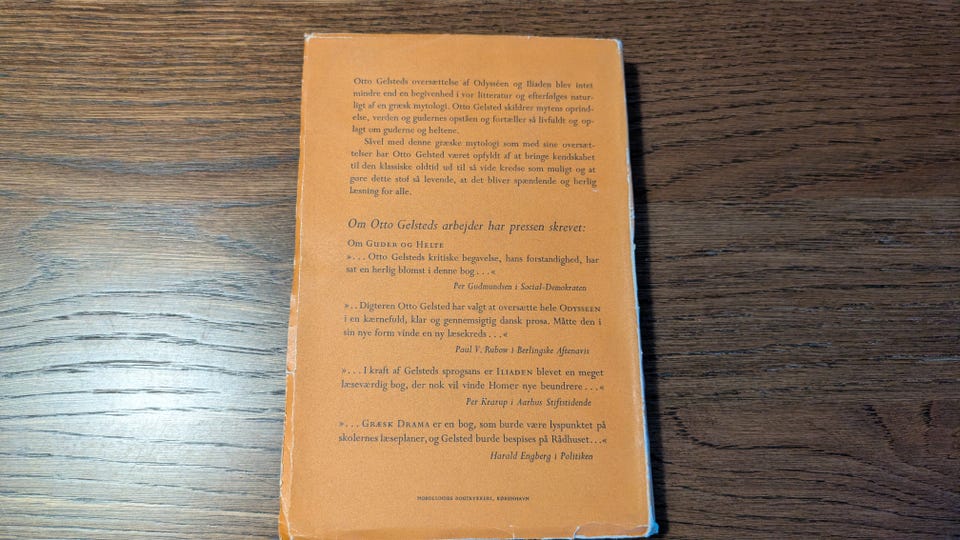 Otto Gelsteds oversættelse af Odysséen og Iliaden blev intet
mindre end en begivenhed i vor litteratur og efterfølges natur-
ligt af en græsk mytologi. Otto Gelsted skildrer mytens oprind-
else, verden og gudernes opståen og fortæller så livfuldt og op-
lagt om guderne og heltene.
Såvel med denne græske mytologi som med sine oversæt-
telser har Otto Gelsted været opfyldt af at bringe kendskabet
til den klassiske oldtid ud til så vide kredse som muligt og at
gøre dette stof så levende, at det bliver spændende og herlig
læsning for alle.
Om Otto Gelsteds arbejder har pressen skrevet:
Om GUDER OG HELTE
»... Otto Gelsteds kritiske begavelse, hans forstandighed, har
sat en herlig blomst i denne bog...«
Per Gudmundsen i Social-Demokraten
»..Digteren Otto Gelsted har valgt at oversætte hele ODYSSEEN
i en kærnefuld, klar og gennemsigtig dansk prosa. Måtte den i
sin nye form vinde en ny læsekreds...«
Paul V. Rubow i Berlingske Aftenavis
»...I kraft af Gelsteds sprogsans er ILIADEN blevet en meget
læseværdig bog, der nok vil vinde Homer nye beundrere...«
Per Krarup i Aarhus Stiftstidende
»... GRÆSK DRAMA er en bog, som burde være lyspunktet på
skolernes læseplaner, og Gelsted burde bespises på Rådhuset...«
Harald Engberg i Politiken
NORDLUNDES BOGTRYKKERI, KØBENHAVN